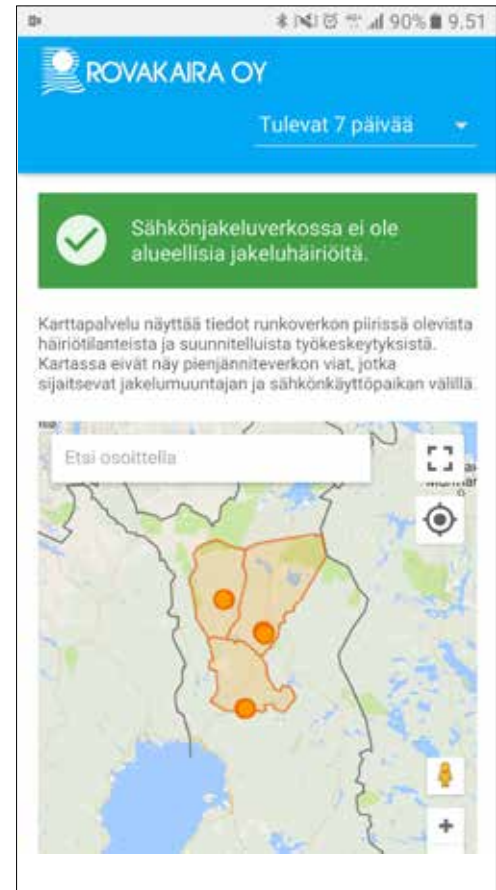 90% 9.51
ROVAKAIRA OY
Tulevat 7 päivää
Sähkönjakeluverkossa ei ole
alueellisia jakeluhäiriöitä.
Karttapalvelu näyttää tiedot runkoverkon piirissä olevista
häiriötilanteista ja suunnitelluista työkeskeytyksistä.
Kartassa eivät näy pienjänniteverkon viat, jotka
sijaitsevat jakelumuuntajan ja sähkönkäyttöpaikan välillä.
Etsi osoittella
+